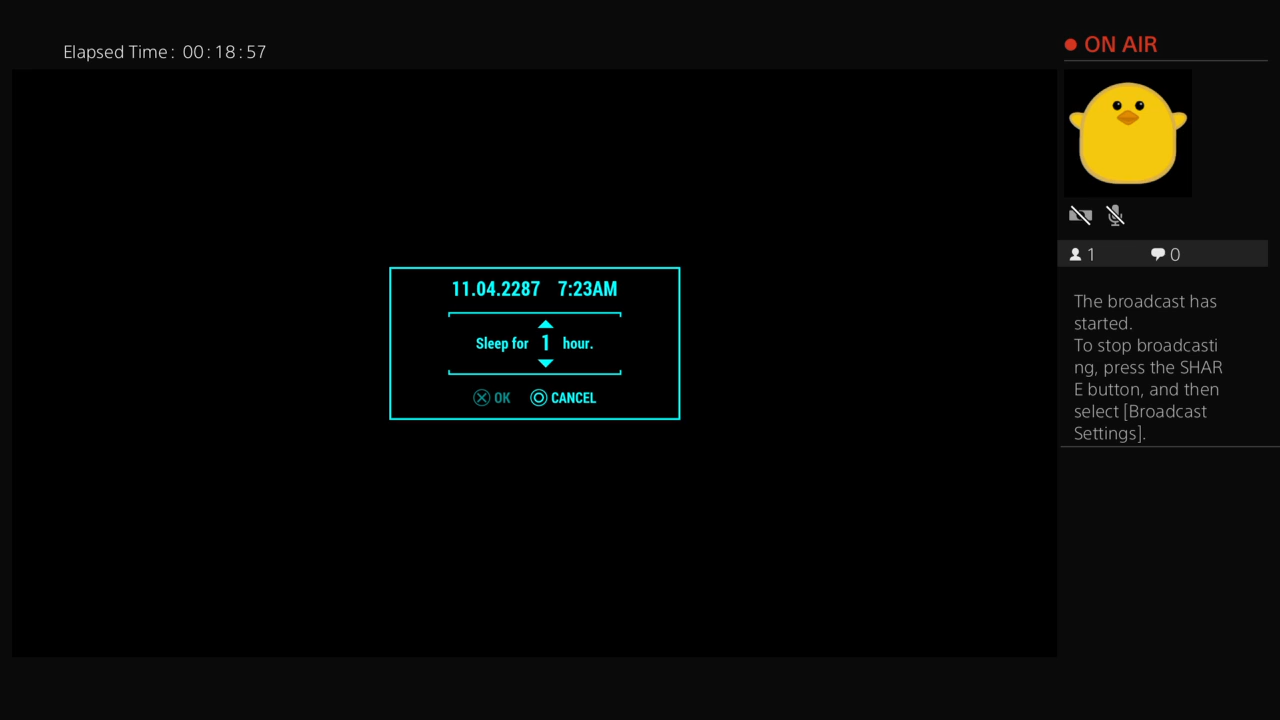 Elapsed Time: 00:18:57
ON AIR
1 0
11.04.2287 7:23AM
Sleep for 1 hour.
OK CANCEL
The broadcast has
started.
To stop broadcasti
ng, press the SHAR
E button, and then
select [Broadcast
Settings].